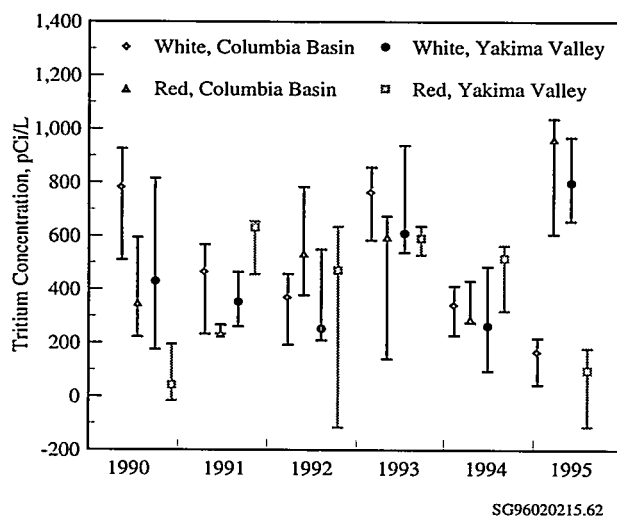 1,400
1,200
1,000
800
600
400
200
0
-200
Tritium Concentration, pCi/L
White, Columbia Basin
White, Yakima Valley
Red, Columbia Basin
Red, Yakima Valley
1990 1991 1992 1993 1994 1995
SG96020215.62